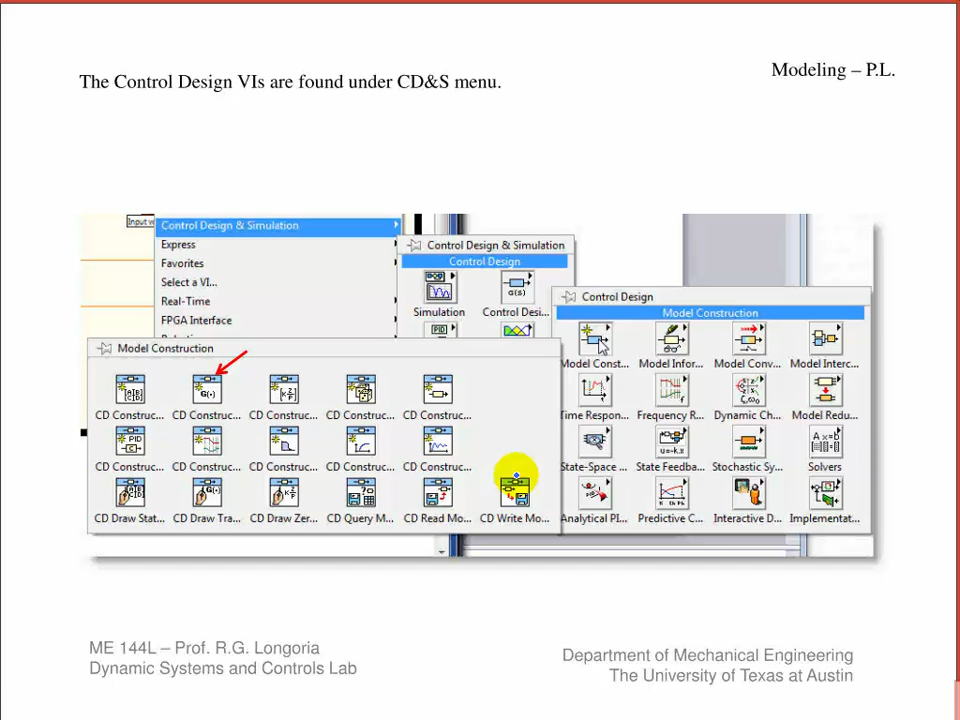 Modeling – P.L.
The Control Design VIs are found under CD&S menu.
Control Design & Simulation
Express
Favorites
Select a VI...
Real-Time
FPGA Interface
Control Design & Simulation
Control Design
Simulation Control Desi...
PID
Control Design
Model Construction
Model Const... Model Infor... Model Conv... Model Interc...
Time Respon... Frequency R... Dynamic Ch... Model Redu...
State-Space ... State Feedba... Stochastic Sy... Solvers
Analytical PI... Predictive C... Interactive D... Implementat...
Model Construction
CD Construc... CD Construc... CD Construc... CD Construc... CD Construc...
CD Construc... CD Construc... CD Construc... CD Construc... CD Construc...
CD Draw Stat... CD Draw Tra... CD Draw Zer... CD Query M... CD Read Mo... CD Write Mo...
ME 144L – Prof. R.G. Longoria
Dynamic Systems and Controls Lab
Department of Mechanical Engineering
The University of Texas at Austin